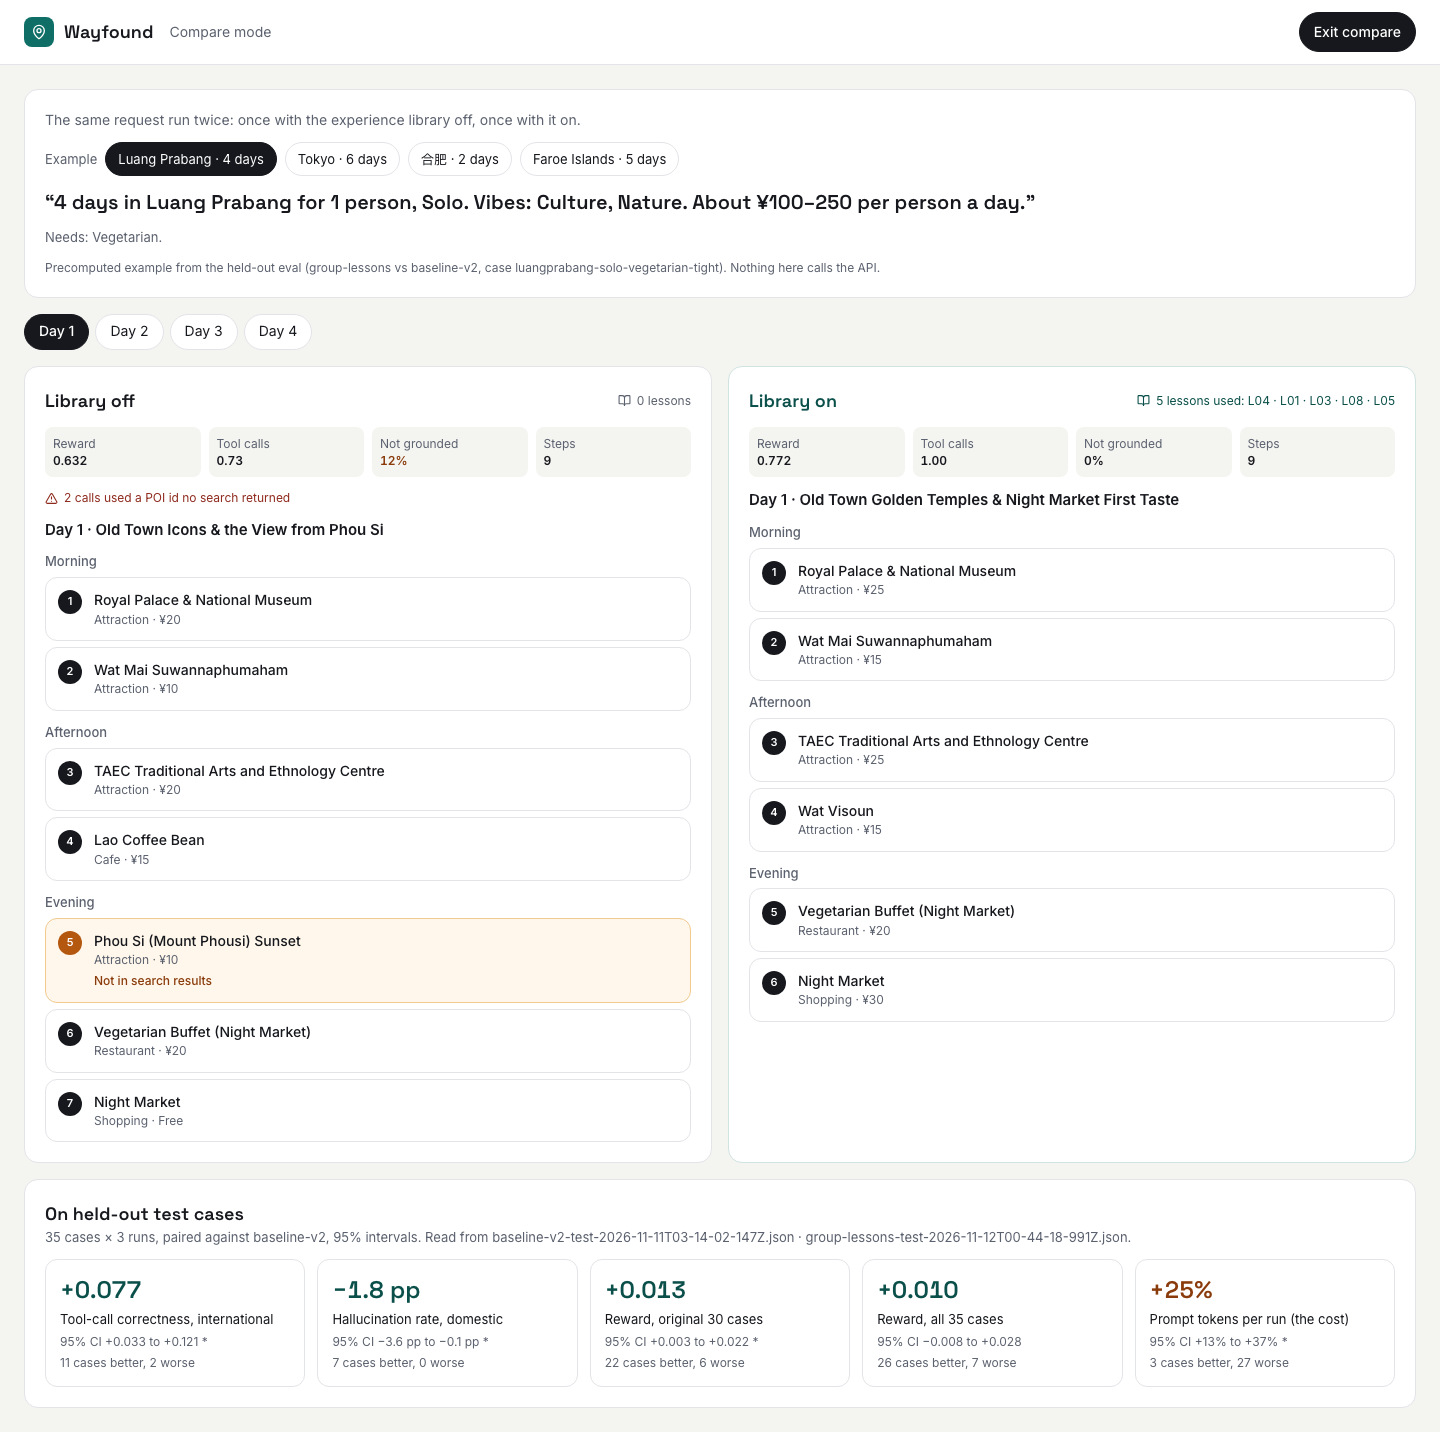 Wayfound
Compare mode
Exit compare
The same request run twice: once with the experience library off, once with it on.
Example
Luang Prabang · 4 days
Tokyo · 6 days
合肥 · 2 days
Faroe Islands · 5 days
“4 days in Luang Prabang for 1 person, Solo. Vibes: Culture, Nature. About ¥100–250 per person a day.”
Needs: Vegetarian.
Precomputed example from the held-out eval (group-lessons vs baseline-v2, case luangprabang-solo-vegetarian-tight). Nothing here calls the API.
Day 1
Day 2
Day 3
Day 4
Library off
0 lessons
Reward
0.632
Tool calls
0.73
Not grounded
12%
Steps
9
2 calls used a POI id no search returned
Day 1 · Old Town Icons & the View from Phou Si
Morning
1
Royal Palace & National Museum
Attraction · ¥20
2
Wat Mai Suwannaphumaham
Attraction · ¥10
Afternoon
3
TAEC Traditional Arts and Ethnology Centre
Attraction · ¥20
4
Lao Coffee Bean
Cafe · ¥15
Evening
5
Phou Si (Mount Phousi) Sunset
Attraction · ¥10
Not in search results
6
Vegetarian Buffet (Night Market)
Restaurant · ¥20
7
Night Market
Shopping · Free
Library on
5 lessons used: L04 · L01 · L03 · L08 · L05
Reward
0.772
Tool calls
1.00
Not grounded
0%
Steps
9
Day 1 · Old Town Golden Temples & Night Market First Taste
Morning
1
Royal Palace & National Museum
Attraction · ¥25
2
Wat Mai Suwannaphumaham
Attraction · ¥15
Afternoon
3
TAEC Traditional Arts and Ethnology Centre
Attraction · ¥25
4
Wat Visoun
Attraction · ¥15
Evening
5
Vegetarian Buffet (Night Market)
Restaurant · ¥20
6
Night Market
Shopping · ¥30
On held-out test cases
35 cases × 3 runs, paired against baseline-v2, 95% intervals. Read from baseline-v2-test-2026-11-11T03-14-02-147Z.json · group-lessons-test-2026-11-12T00-44-18-991Z.json.
+0.077
Tool-call correctness, international
95% CI +0.033 to +0.121 *
11 cases better, 2 worse
−1.8 pp
Hallucination rate, domestic
95% CI −3.6 pp to −0.1 pp *
7 cases better, 0 worse
+0.013
Reward, original 30 cases
95% CI +0.003 to +0.022 *
22 cases better, 6 worse
+0.010
Reward, all 35 cases
95% CI −0.008 to +0.028
26 cases better, 7 worse
+25%
Prompt tokens per run (the cost)
95% CI +13% to +37% *
3 cases better, 27 worse